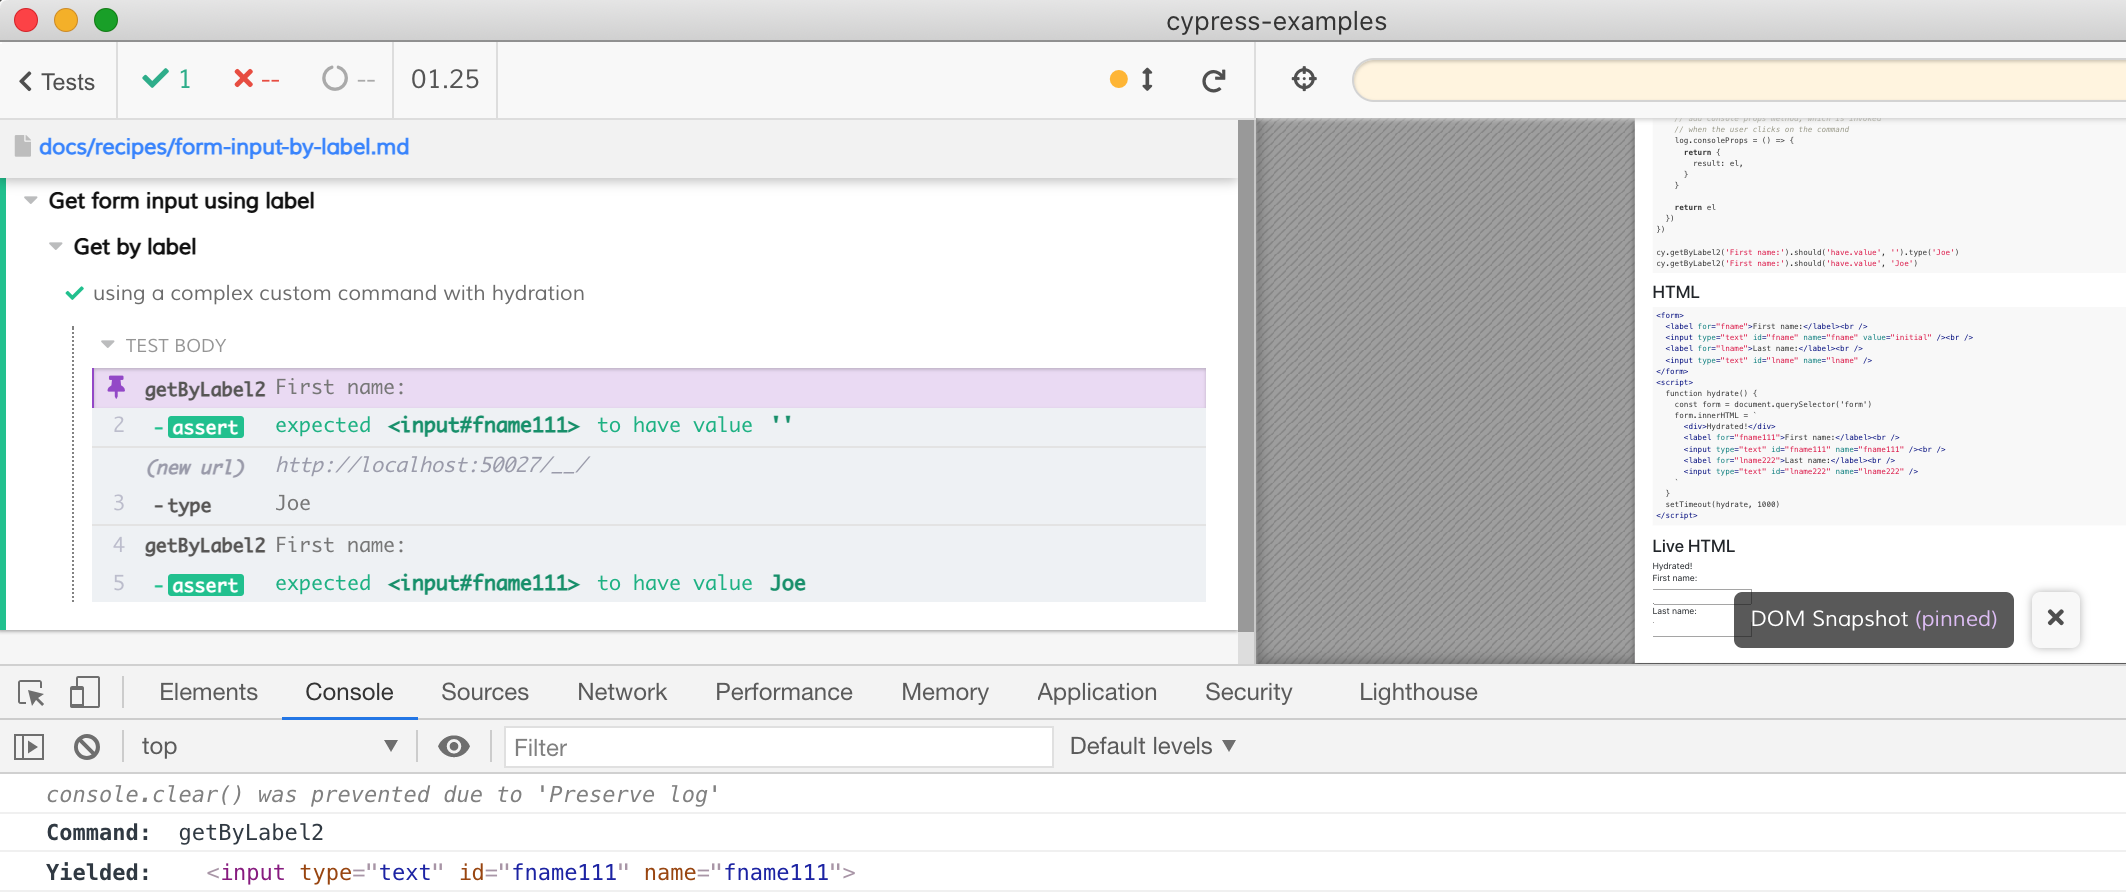 cypress-examples
Tests
1
--
--
01.25
docs/recipes/form-input-by-label.md
Get form input using label
Get by label
using a complex custom command with hydration
TEST BODY
getByLabel2 First name:
2 -assert expected <input#fname111> to have value ''
(new url) http://localhost:50027/__/
3 -type Joe
4 getByLabel2 First name:
5 -assert expected <input#fname111> to have value Joe
// when the user clicks on the command
log.consoleProps = () => {
return {
result: el,
}
}
return el
})
})
cy.getByLabel2('First name:').should('have.value', '').type('Joe')
cy.getByLabel2('First name:').should('have.value', 'Joe')
HTML
<form>
<label for="fname">First name:</label><br />
<input type="text" id="fname" name="fname" value="initial" /><br />
<label for="lname">Last name:</label><br />
<input type="text" id="lname" name="lname" />
</form>
<script>
function hydrate() {
const form = document.querySelector('form')
form.innerHTML = `
<div>Hydrated!</div>
<label for="fname111">First name:</label><br />
<input type="text" id="fname111" name="fname111" /><br />
<label for="lname222">Last name:</label><br />
<input type="text" id="lname222" name="lname222" />
`
}
setTimeout(hydrate, 1000)
</script>
Live HTML
Hydrated!
First name:
Last name:
DOM Snapshot (pinned)
Elements Console Sources Network Performance Memory Application Security Lighthouse
top Filter Default levels
console.clear() was prevented due to 'Preserve log'
Command: getByLabel2
Yielded: <input type="text" id="fname111" name="fname111">